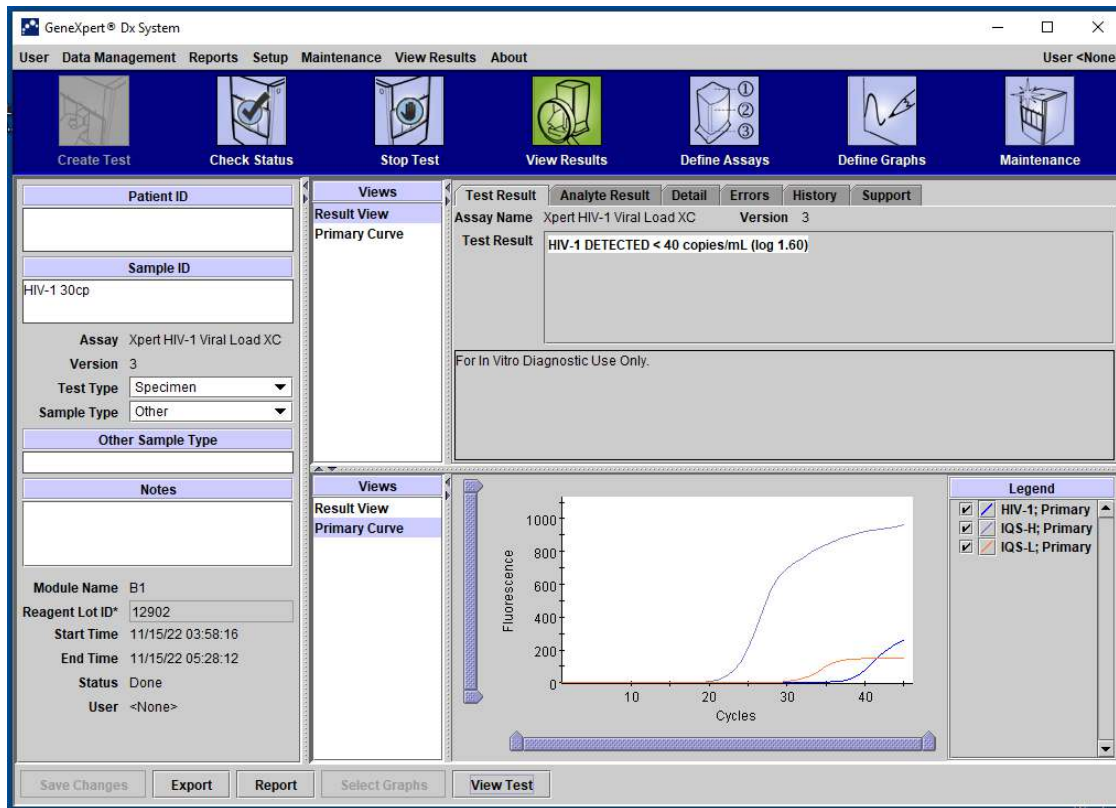 GeneXpert® Dx System
User Data Management Reports Setup Maintenance View Results About User <None
Create Test Check Status Stop Test View Results Define Assays Define Graphs Maintenance
①
②
③
Patient ID
Sample ID
HIV-1 30cp
Assay Xpert HIV-1 Viral Load XC
Version 3
Test Type Specimen
Sample Type Other
Other Sample Type
Notes
Module Name B1
Reagent Lot ID* 12902
Start Time 11/15/22 03:58:16
End Time 11/15/22 05:28:12
Status Done
User <None>
Views
Result View
Primary Curve
Test Result Analyte Result Detail Errors History Support
Assay Name Xpert HIV-1 Viral Load XC Version 3
Test Result HIV-1 DETECTED < 40 copies/mL (log 1.60)
For In Vitro Diagnostic Use Only.
Views
Result View
Primary Curve
Fluorescence
1000
800
600
400
200
0
10 20 30 40
Cycles
Legend
HIV-1; Primary
IQS-H; Primary
IQS-L; Primary
Save Changes Export Report Select Graphs View Test